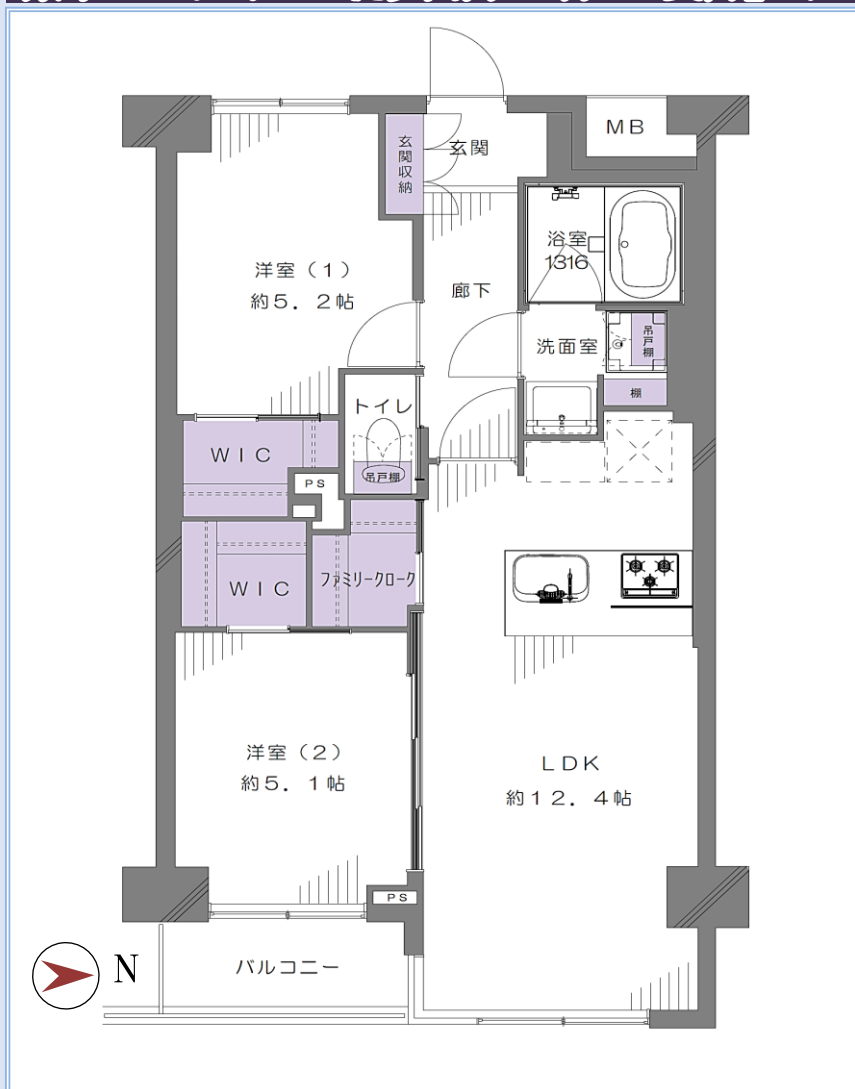 MB
玄関
玄関収納
浴室
1316
洋室（1）
約5．2帖
廊下
洗面室
吊戸棚
棚
トイレ
吊戸棚
WIC
PS
WIC
ファミリークローク
洋室（2）
約5．1帖
LDK
約12．4帖
PS
バルコニー
N